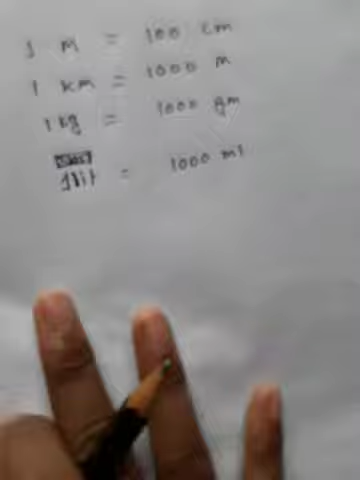 1 m = 100 cm
1 km = 1000 m
1 kg = 1000 gm
1lit = 1000 ml